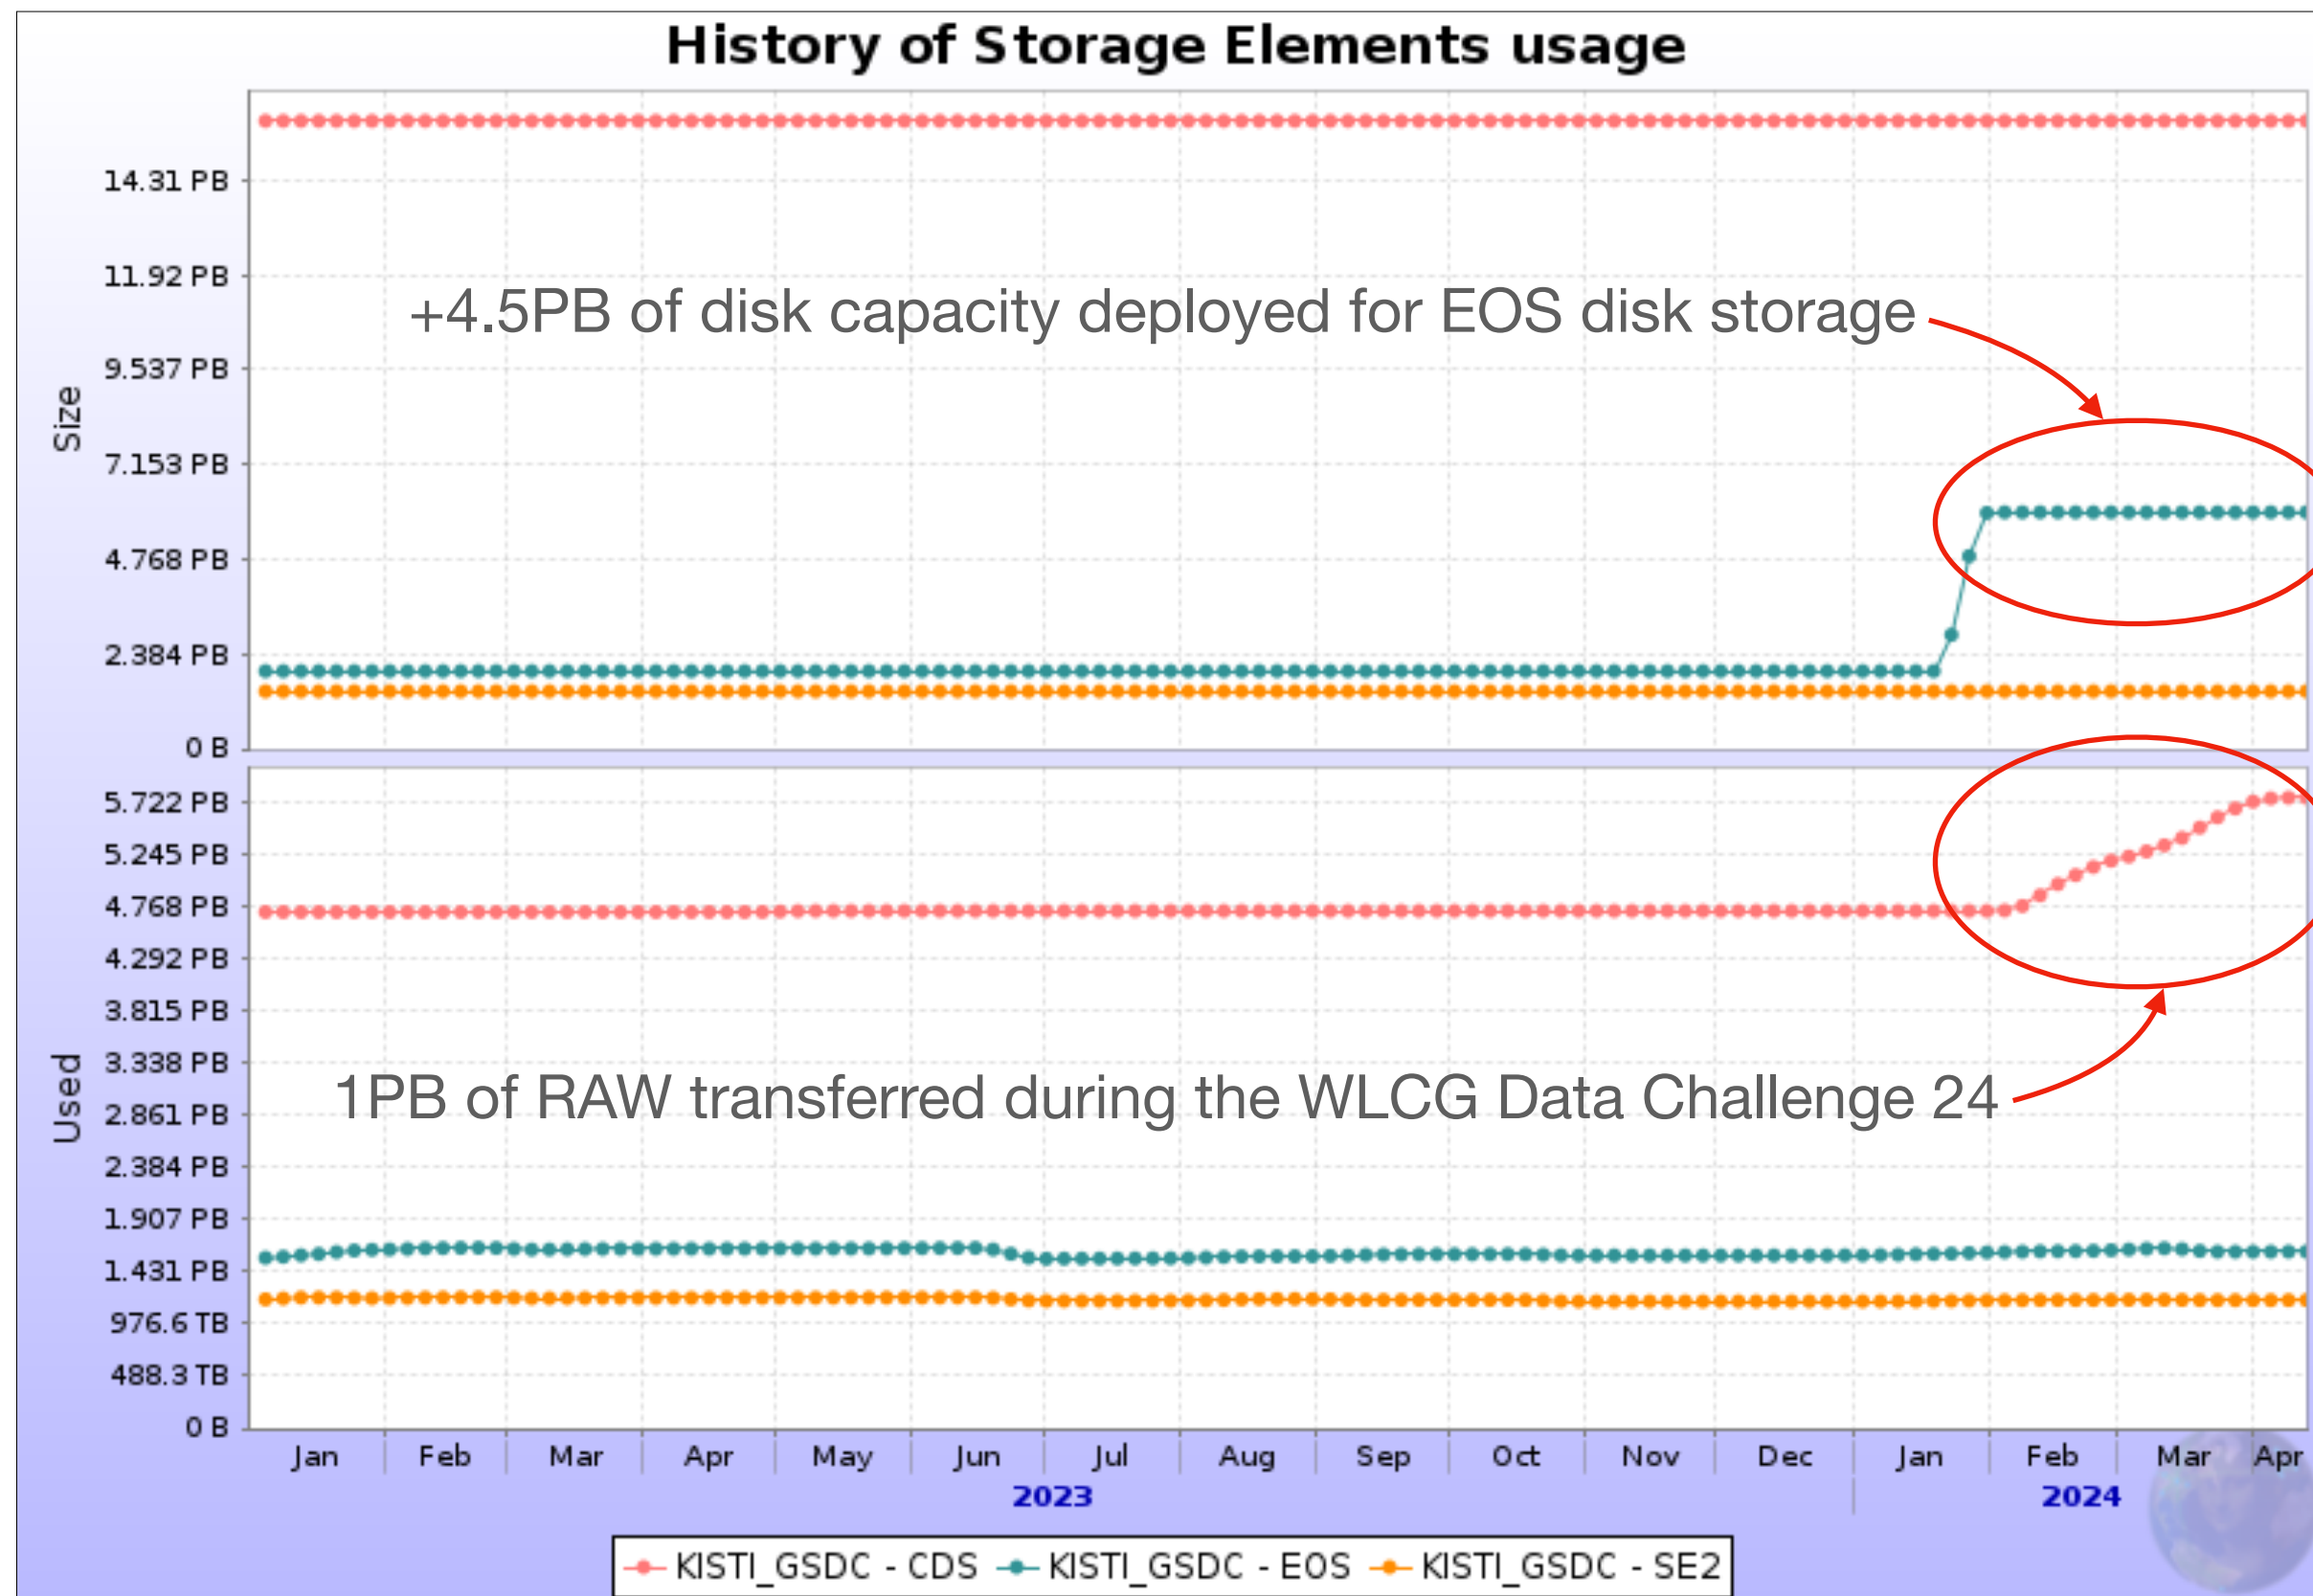 History of Storage Elements usage
Size
14.31 PB
11.92 PB
9.537 PB
7.153 PB
4.768 PB
2.384 PB
0 B
+4.5PB of disk capacity deployed for EOS disk storage
Used
5.722 PB
5.245 PB
4.768 PB
4.292 PB
3.815 PB
3.338 PB
2.861 PB
2.384 PB
1.907 PB
1.431 PB
976.6 TB
488.3 TB
0 B
1PB of RAW transferred during the WLCG Data Challenge 24
Jan Feb Mar Apr May Jun Jul Aug Sep Oct Nov Dec Jan Feb Mar Apr
2023 2024
KISTI_GSDC - CDS KISTI_GSDC - EOS KISTI_GSDC - SE2